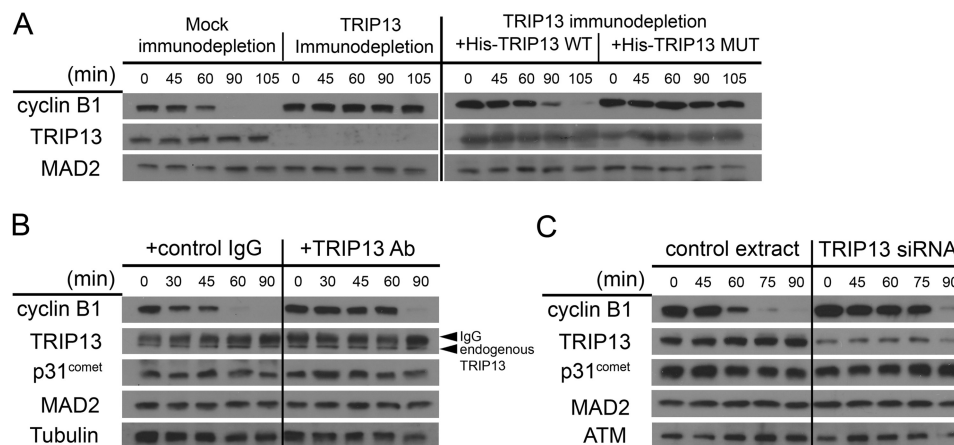 A
Mock immunodepletion
TRIP13 Immunodepletion
TRIP13 immunodepletion
+His-TRIP13 WT +His-TRIP13 MUT
(min) 0 45 60 90 105 0 45 60 90 105 0 45 60 90 105 0 45 60 90 105
cyclin B1
TRIP13
MAD2
B
+control IgG +TRIP13 Ab
(min) 0 30 45 60 90 0 30 45 60 90
cyclin B1
TRIP13
IgG
endogenous TRIP13
p31comet
MAD2
Tubulin
C
control extract TRIP13 siRNA
(min) 0 45 60 75 90 0 45 60 75 90
cyclin B1
TRIP13
p31comet
MAD2
ATM